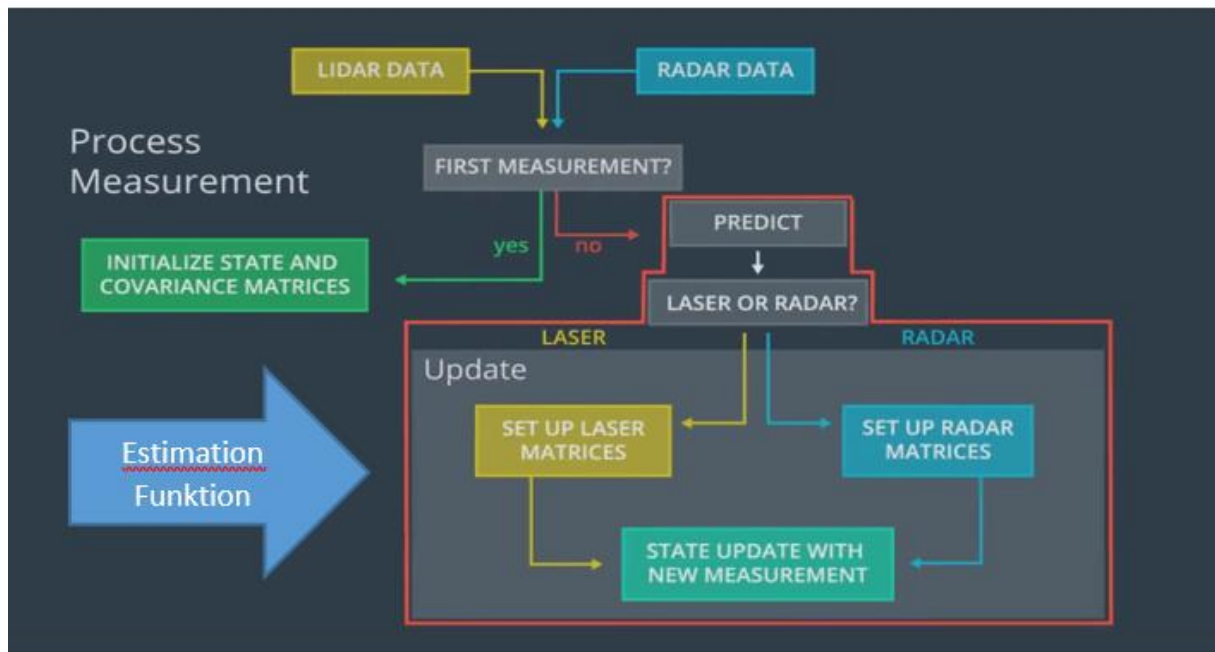 LIDAR DATA
RADAR DATA
Process
Measurement
FIRST MEASUREMENT?
yes
no
PREDICT
INITIALIZE STATE AND
COVARIANCE MATRICES
LASER OR RADAR?
LASER
RADAR
Update
Estimation
Funktion
SET UP LASER
MATRICES
SET UP RADAR
MATRICES
STATE UPDATE WITH
NEW MEASUREMENT